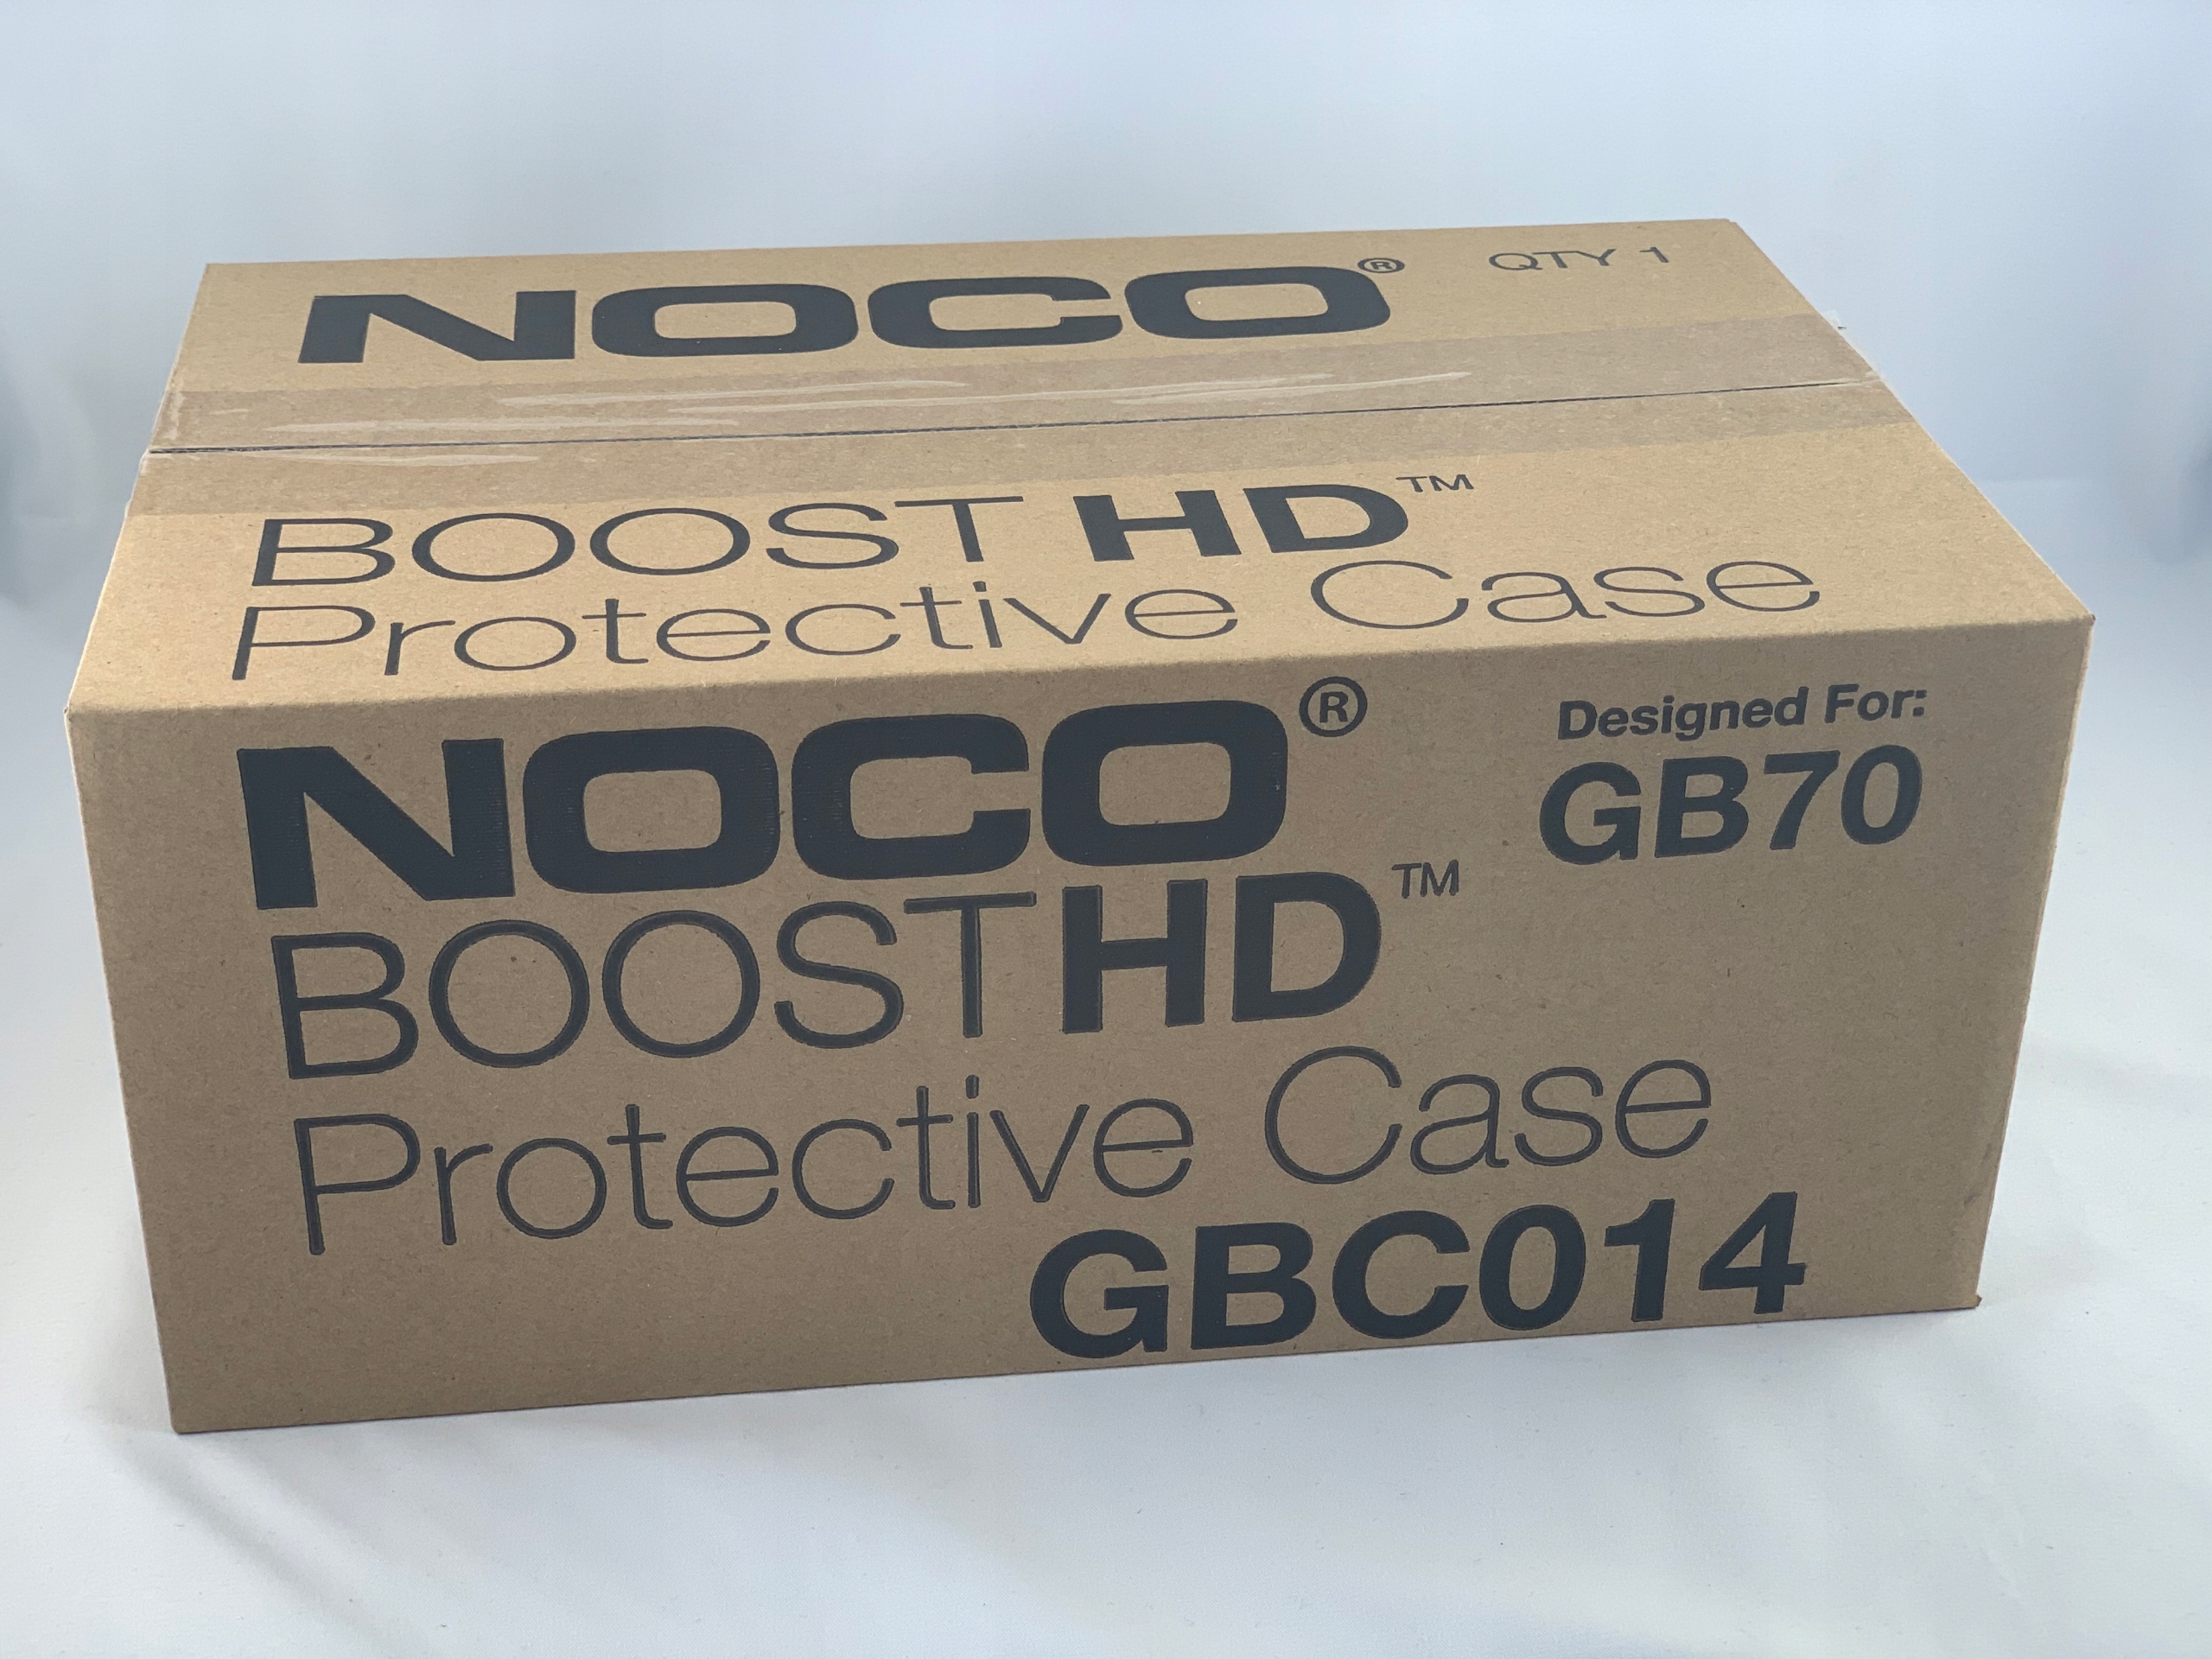 NOCO® QTY 1
BOOST HD™
Protective Case
NOCO®
Designed For:
GB70
BOOST HD™
Protective Case
GBC014